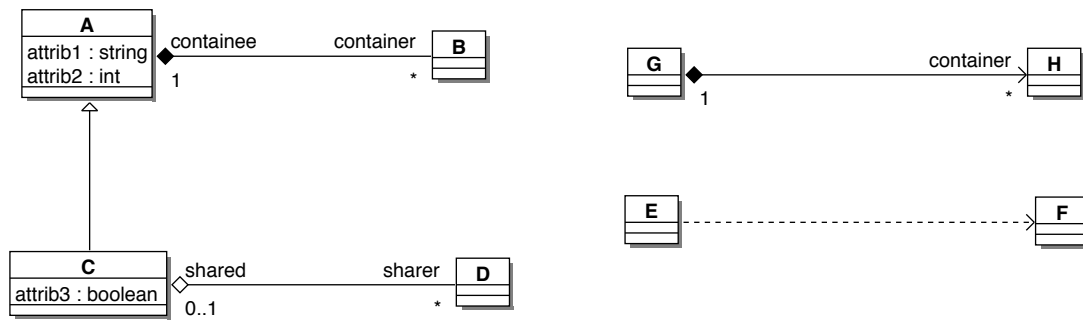 A
attrib1 : string
attrib2 : int
containee
container
1
*
B
G
container
1
*
H
E
F
C
attrib3 : boolean
shared
sharer
0..1
*
D